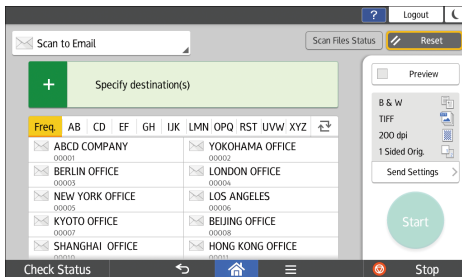 ? Logout
Scan to Email
Scan Files Status
Reset
+ Specify destination(s)
Preview
Freq. AB CD EF GH IJK LMN OPQ RST UVW XYZ
B & W
TIFF
200 dpi
1 Sided Orig.
ABCD COMPANY
00001
YOKOHAMA OFFICE
00002
BERLIN OFFICE
00003
LONDON OFFICE
00004
NEW YORK OFFICE
00005
LOS ANGELES
00006
KYOTO OFFICE
00007
BEIJING OFFICE
00008
SHANGHAI OFFICE
00010
HONG KONG OFFICE
00011
Send Settings
Start
Check Status
Stop